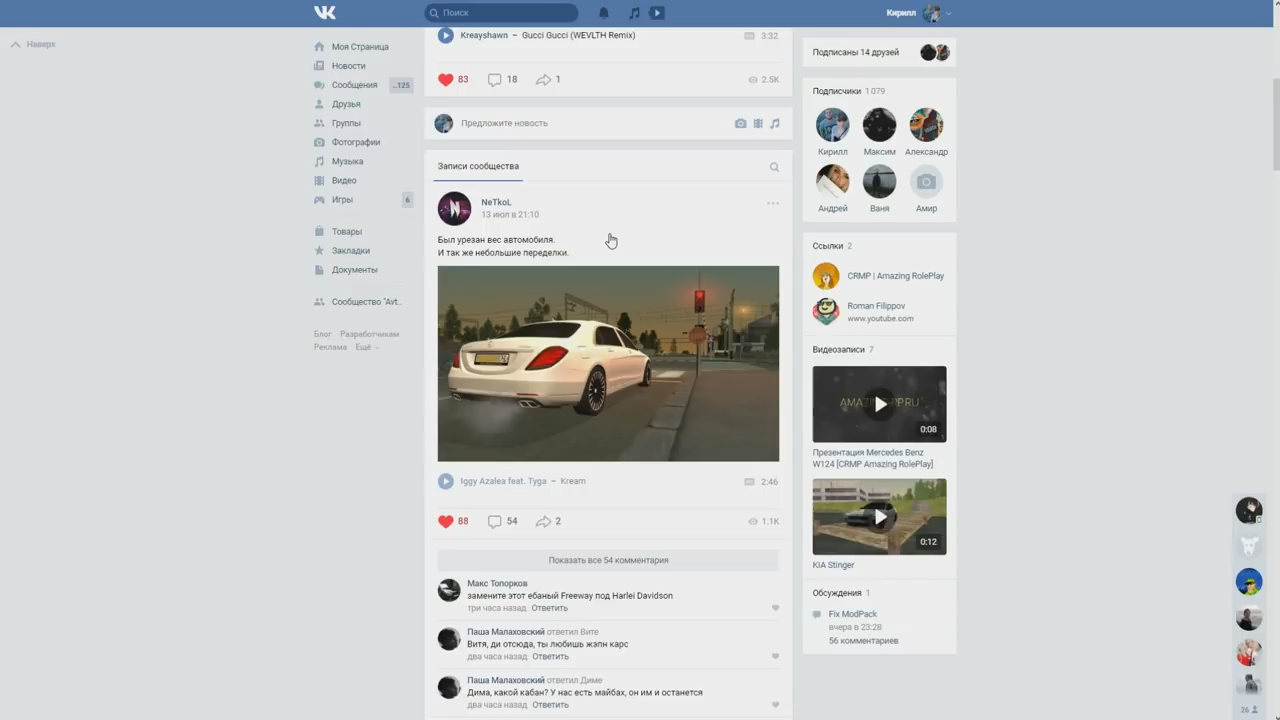 Поиск
Кирилл
Наверх
Моя Страница
Новости
Сообщения
..125
Друзья
Группы
Фотографии
Музыка
Видео
Игры
6
Товары
Закладки
Документы
Сообщество "Avt..
Блог Разработчикам
Реклама Ещё
Kreayshawn – Gucci Gucci (WEVLTH Remix)
3:32
83
18
1
2.5K
Предложите новость
Записи сообщества
NeTkoL
13 июл в 21:10
Был урезан вес автомобиля.
И так же небольшие переделки.
Iggy Azalea feat. Tyga – Kream
2:46
88
54
2
1.1K
Показать все 54 комментария
Макс Топорков
замените этот ебаный Freeway под Harlei Davidson
три часа назад Ответить
Паша Малаховский ответил Вите
Витя, ди отсюда, ты любишь жэпн карс
два часа назад Ответить
Паша Малаховский ответил Диме
Дима, какой кабан? У нас есть майбах, он им и останется
два часа назад Ответить
Подписаны 14 друзей
Подписчики 1 079
Кирилл
Максим
Александр
Андрей
Ваня
Амир
Ссылки 2
CRMP | Amazing RolePlay
Roman Filippov
www.youtube.com
Видеозаписи 7
0:08
Презентация Mercedes Benz
W124 [CRMP Amazing RolePlay]
0:12
KIA Stinger
Обсуждения 1
Fix ModPack
вчера в 23:28
56 комментариев
26